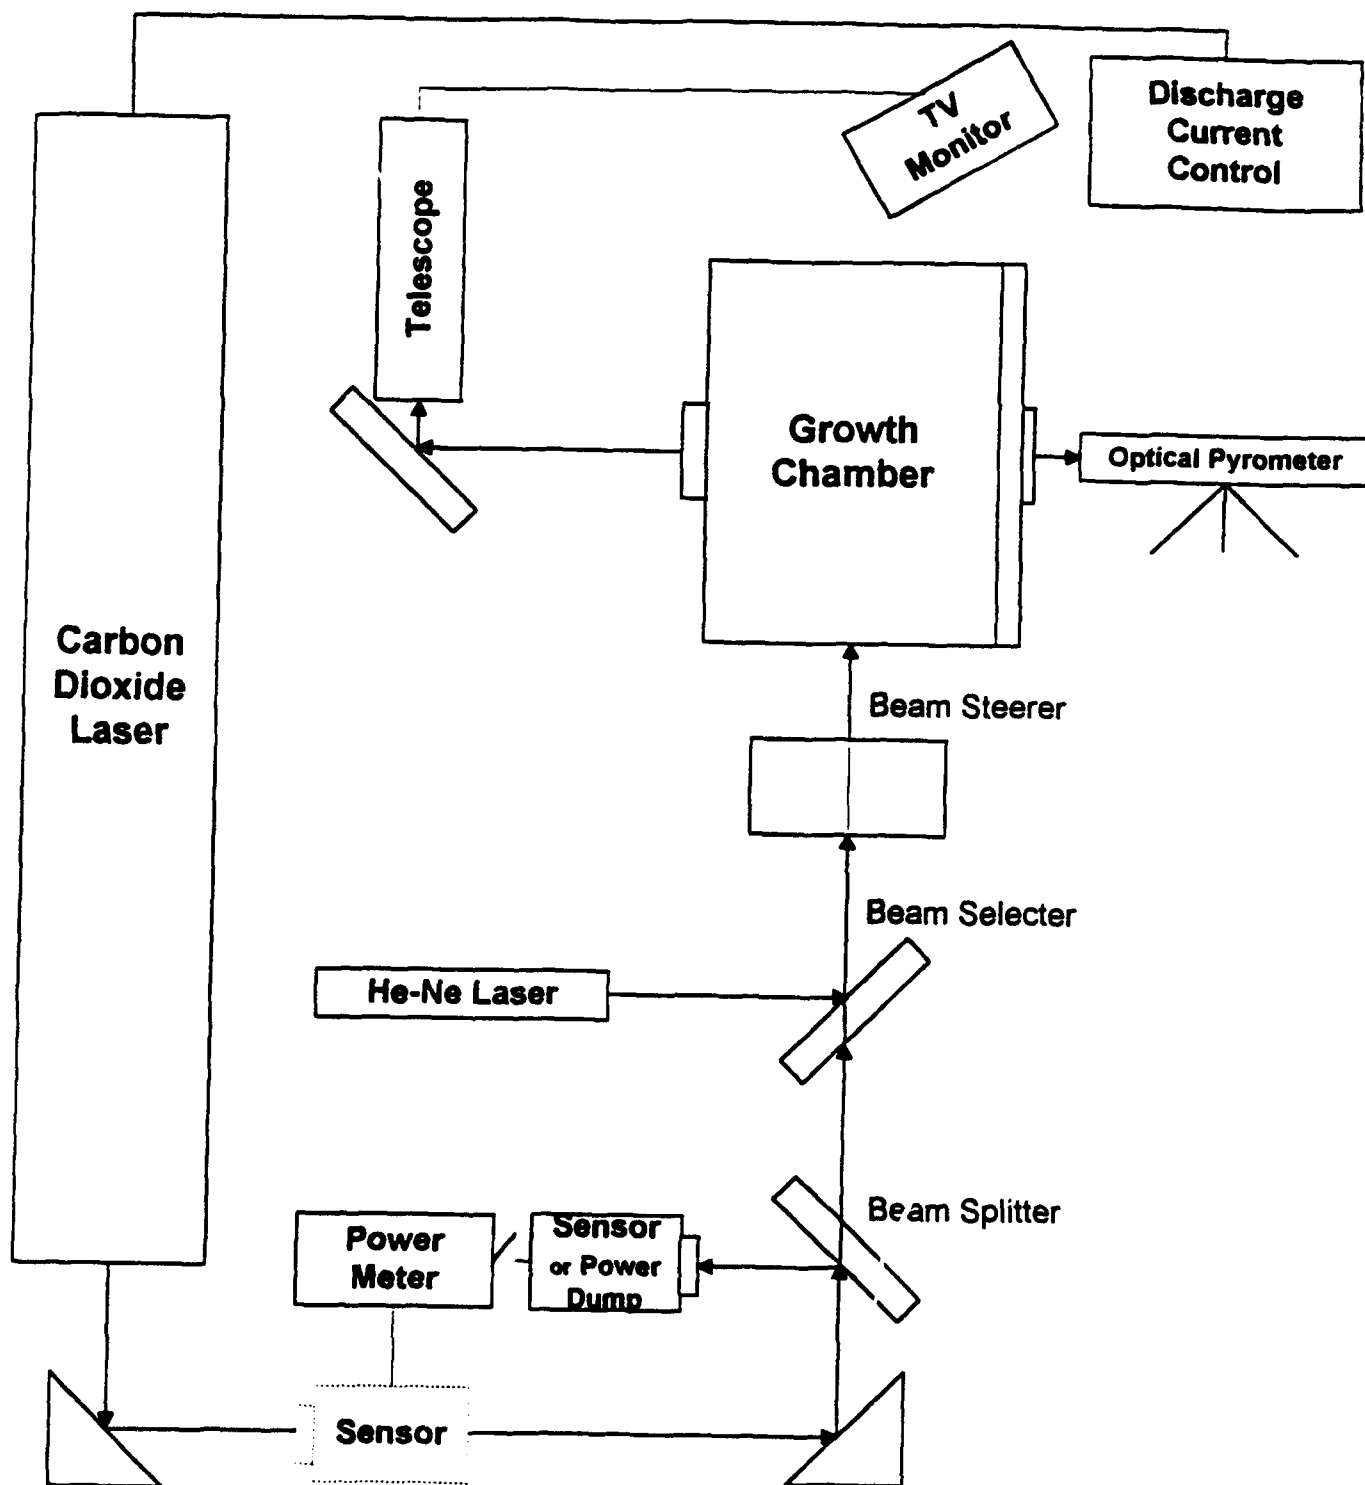 TV
Monitor
Discharge
Current
Control
Telescope
Growth
Chamber
Optical Pyrometer
Carbon
Dioxide
Laser
Beam Steerer
Beam Selecter
He-Ne Laser
Beam Splitter
Power
Meter
Sensor
or Power
Dump
Sensor